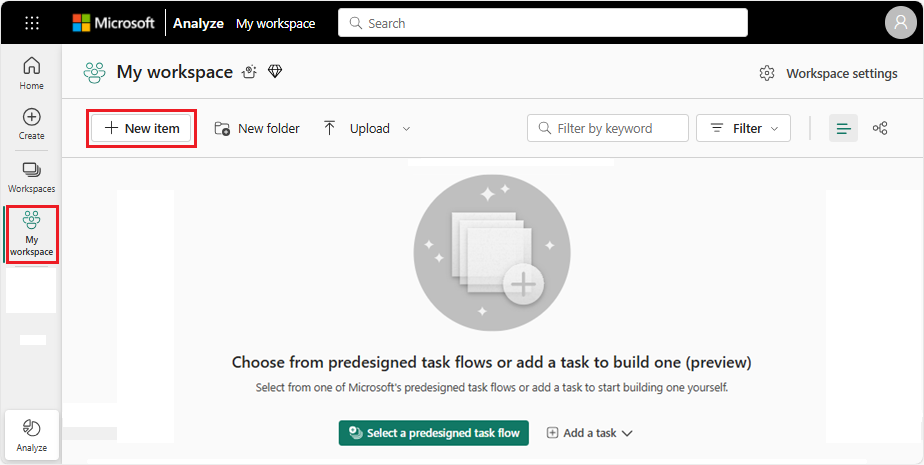 Microsoft Analyze My workspace Search
Home
Create
Workspaces
My
workspace
Analyze
My workspace Workspace settings
New item New folder Upload Filter by keyword Filter
Choose from predesigned task flows or add a task to build one (preview)
Select from one of Microsoft's predesigned task flows or add a task to start building one yourself.
Select a predesigned task flow Add a task